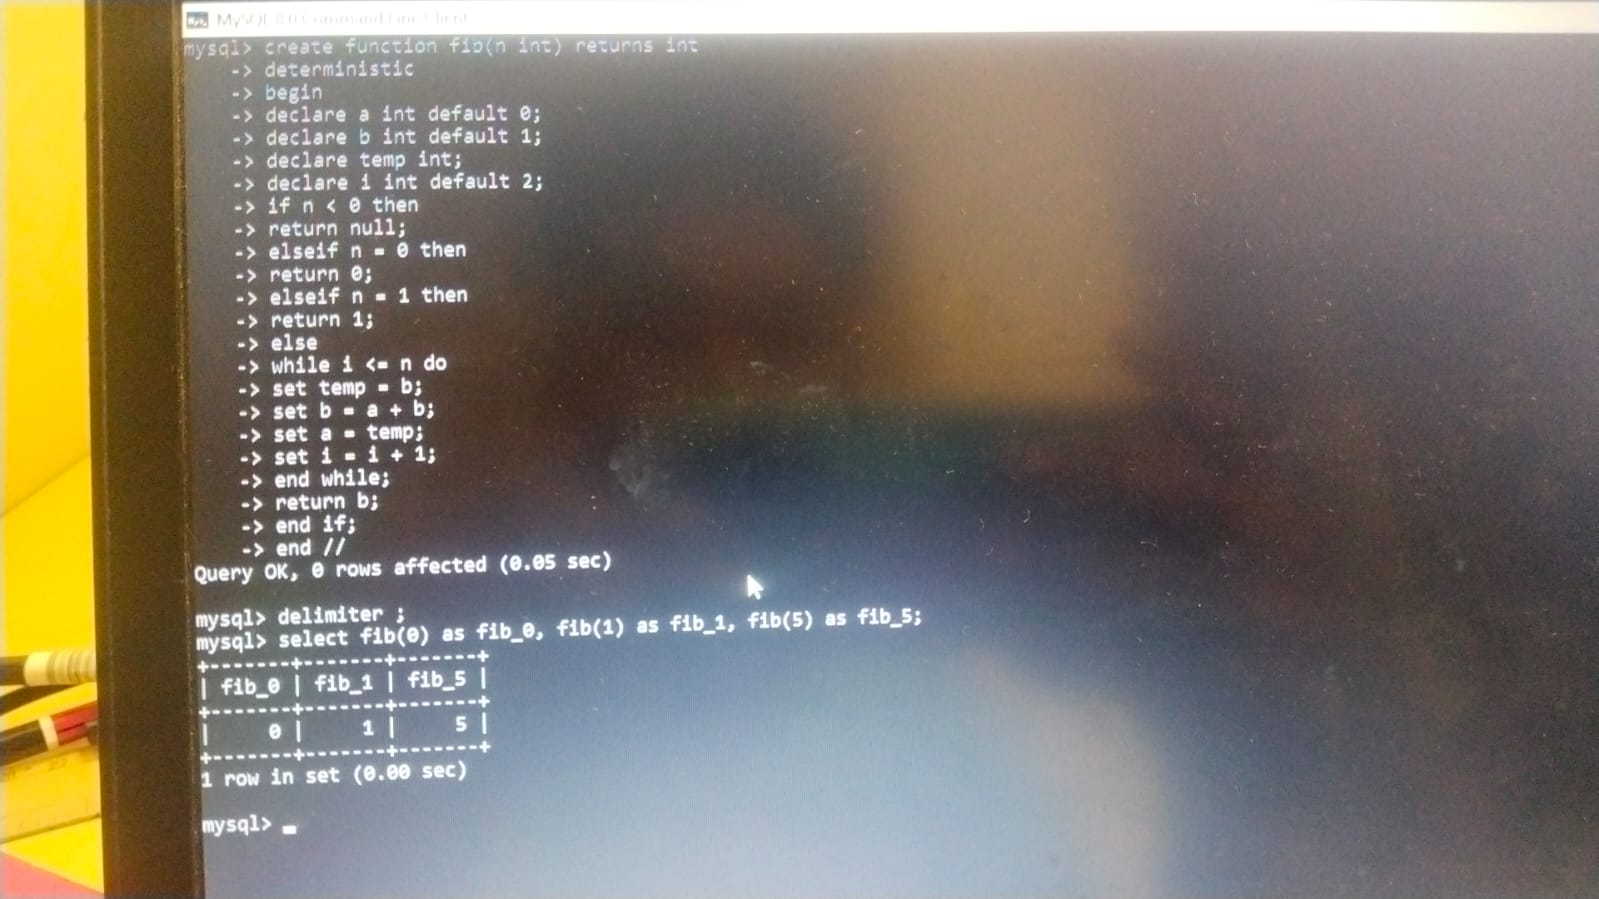 MySQL 8.0 Command Line Client
mysql> create function fib(n int) returns int
-> deterministic
-> begin
-> declare a int default 0;
-> declare b int default 1;
-> declare temp int;
-> declare i int default 2;
-> if n < 0 then
-> return null;
-> elseif n = 0 then
-> return 0;
-> elseif n = 1 then
-> return 1;
-> else
-> while i <= n do
-> set temp = b;
-> set b = a + b;
-> set a = temp;
-> set i = i + 1;
-> end while;
-> return b;
-> end if;
-> end //
Query OK, 0 rows affected (0.05 sec)
mysql> delimiter ;
mysql> select fib(0) as fib_0, fib(1) as fib_1, fib(5) as fib_5;
+-------+-------+-------+
| fib_0 | fib_1 | fib_5 |
+-------+-------+-------+
|     0 |     1 |     5 |
+-------+-------+-------+
1 row in set (0.00 sec)
mysql> _